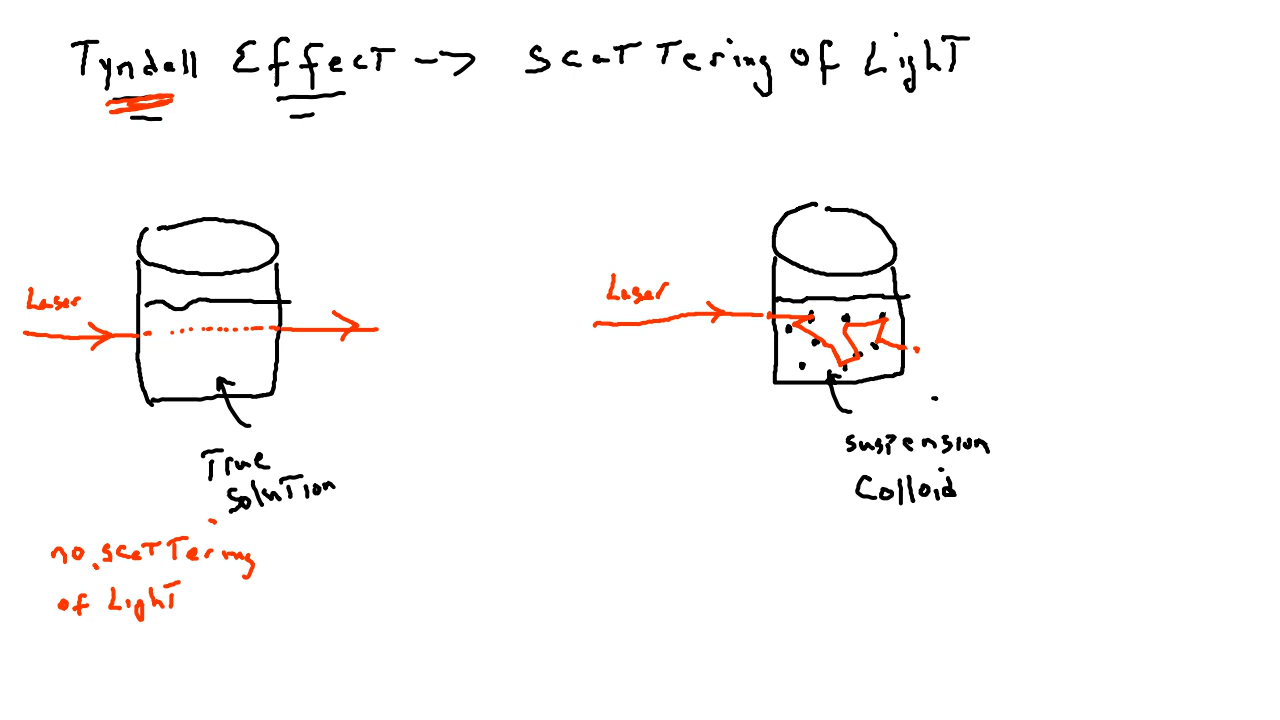 Tyndall Effect -> Scattering of Light
Laser
Laser
True
Solution
Suspension
Colloid
no scattering
of Light